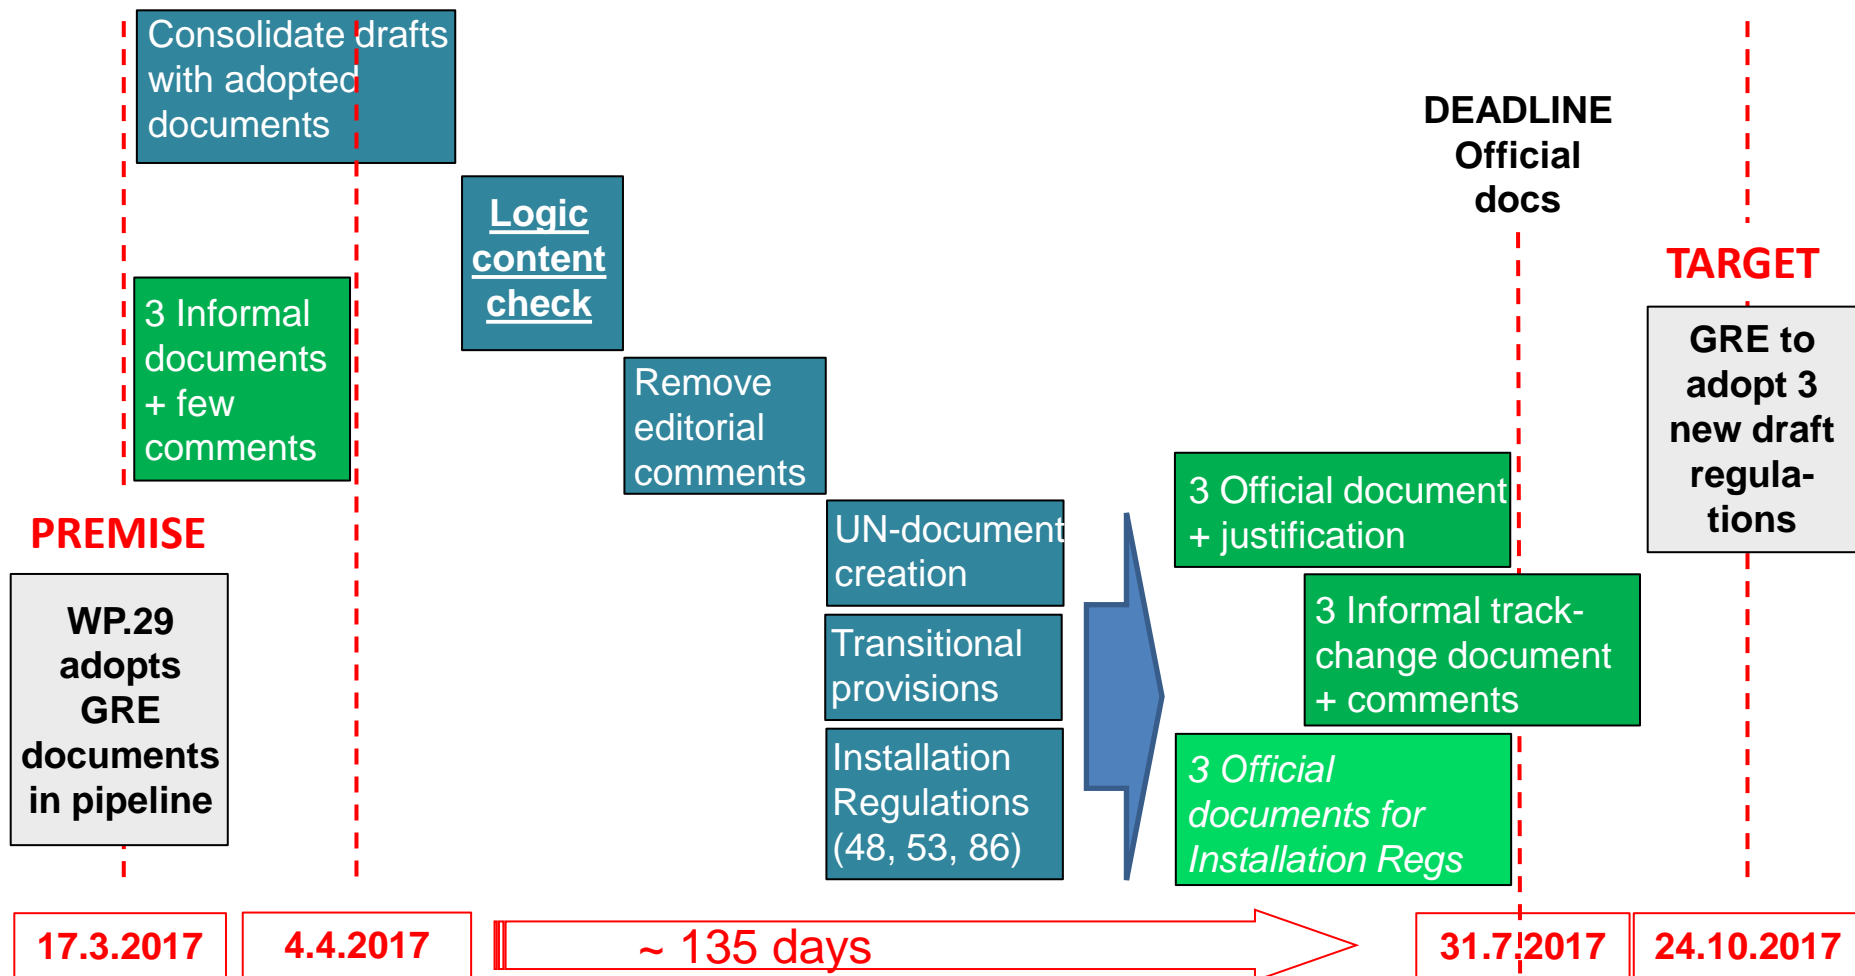 Consolidate drafts
with adopted
documents
Logic
content
check
3 Informal
documents
+ few
comments
Remove
editorial
comments
PREMISE
WP.29
adopts
GRE
documents
in pipeline
UN-document
creation
Transitional
provisions
Installation
Regulations
(48, 53, 86)
DEADLINE
Official
docs
3 Official document
+ justification
3 Informal track-
change document
+ comments
3 Official
documents for
Installation Regs
TARGET
GRE to
adopt 3
new draft
regula-
tions
17.3.2017
4.4.2017
~ 135 days
31.7.2017
24.10.2017